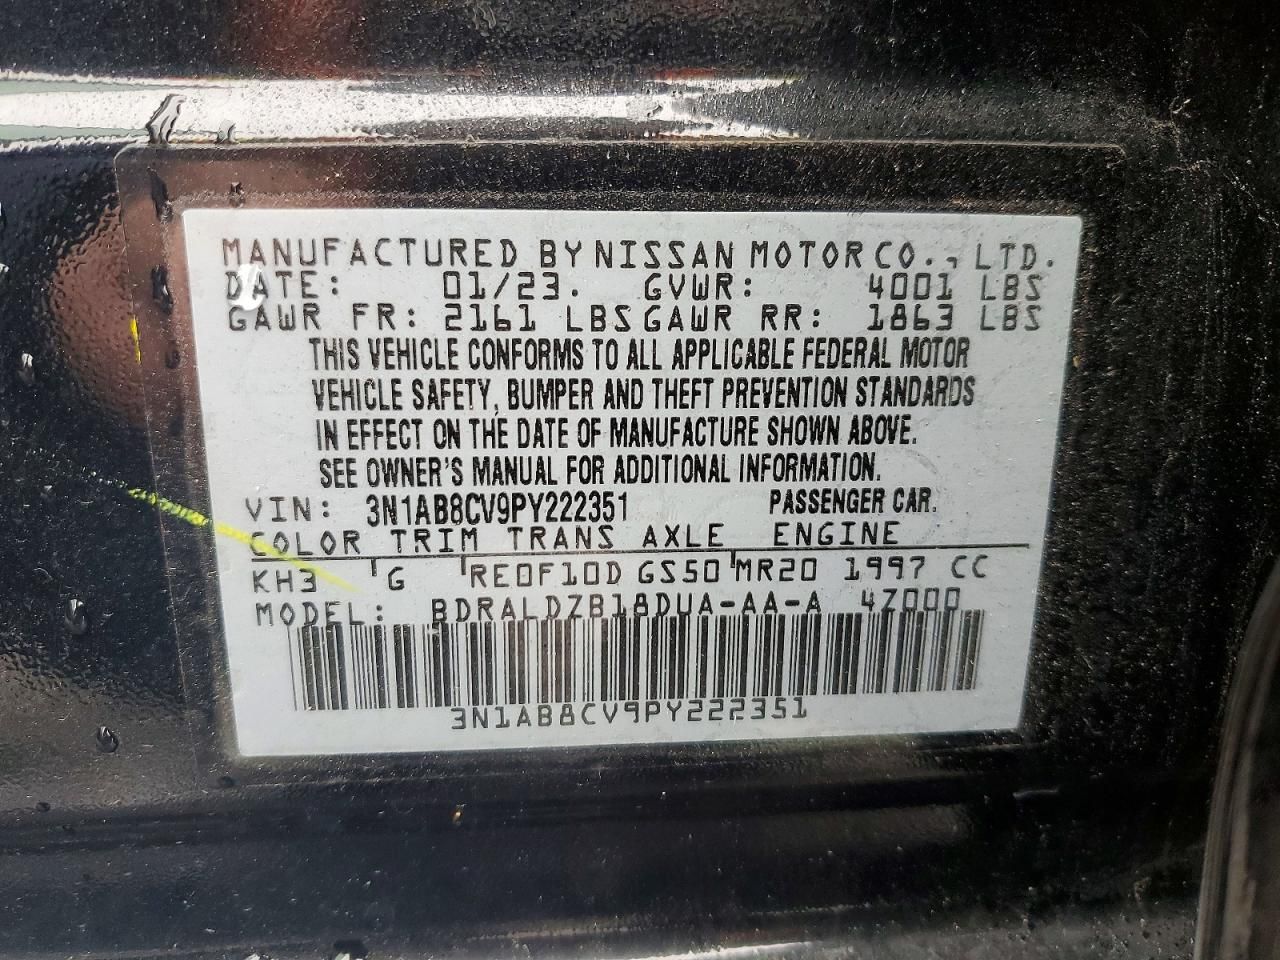 MANUFACTURED BY NISSAN MOTOR CO., LTD.
DATE: 01/23. GVWR: 4001 LBS
GAWR FR: 2161 LBS GAWR RR: 1863 LBS
THIS VEHICLE CONFORMS TO ALL APPLICABLE FEDERAL MOTOR
VEHICLE SAFETY, BUMPER AND THEFT PREVENTION STANDARDS
IN EFFECT ON THE DATE OF MANUFACTURE SHOWN ABOVE.
SEE OWNER'S MANUAL FOR ADDITIONAL INFORMATION.
VIN: 3N1AB8CV9PY222351 PASSENGER CAR.
COLOR TRIM TRANS AXLE ENGINE
KH3 G RE0F10D GS50 MR20 1997 CC
MODEL: BDRALDZB18DUA-AA-A 4Z000
3N1AB8CV9PY222351